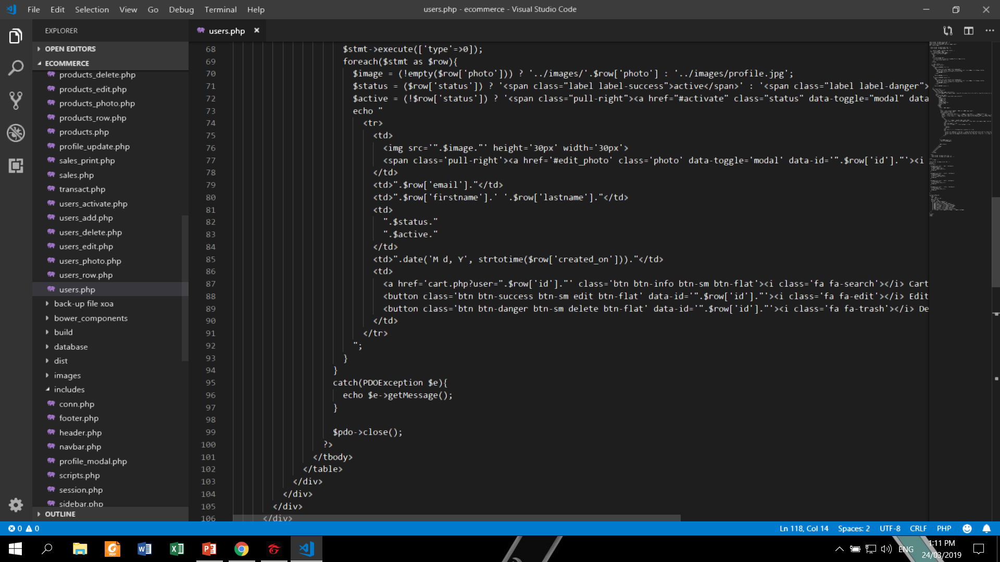 File Edit Selection View Go Debug Terminal Help
users.php - ecommerce - Visual Studio Code
EXPLORER
OPEN EDITORS
ECOMMERCE
products_delete.php
products_edit.php
products_photo.php
products_row.php
products.php
profile_update.php
sales_print.php
sales.php
transact.php
users_activate.php
users_add.php
users_delete.php
users_edit.php
users_photo.php
users_row.php
users.php
back-up file xoa
bower_components
build
database
dist
images
includes
conn.php
footer.php
header.php
navbar.php
profile_modal.php
scripts.php
session.php
sidebar.php
OUTLINE
users.php
68 $stmt->execute(['type'=>0]);
69 foreach($stmt as $row){
70 $image = (!empty($row['photo'])) ? '../images/'.$row['photo'] : '../images/profile.jpg';
71 $status = ($row['status']) ? '<span class="label label-success">active</span>' : '<span class="label label-danger">
72 $active = (!$row['status']) ? '<span class="pull-right"><a href="#activate" class="status" data-toggle="modal" data
73 echo "
74 <tr>
75 <td>
76 <img src='".$image."' height='30px' width='30px'>
77 <span class='pull-right'><a href='#edit_photo' class='photo' data-toggle='modal' data-id='".$row['id']."'><i
78 </td>
79 <td>".$row['email']."</td>
80 <td>".$row['firstname'].' '.$row['lastname']."</td>
81 <td>
82 ".$status."
83 ".$active."
84 </td>
85 <td>".date('M d, Y', strtotime($row['created_on']))."</td>
86 <td>
87 <a href='cart.php?user=".$row['id']."' class='btn btn-info btn-sm btn-flat'><i class='fa fa-search'></i> Cart
88 <button class='btn btn-success btn-sm edit btn-flat' data-id='".$row['id']."'><i class='fa fa-edit'></i> Edit
89 <button class='btn btn-danger btn-sm delete btn-flat' data-id='".$row['id']."'><i class='fa fa-trash'></i> De
90 </td>
91 </tr>
92 ";
93 }
94 }
95 catch(PDOException $e){
96 echo $e->getMessage();
97 }
98
99 $pdo->close();
100 ?>
101 </tbody>
102 </table>
103 </div>
104 </div>
105 </div>
106 </div>
0 0
Ln 118, Col 14 Spaces: 2 UTF-8 CRLF PHP
ENG
1:11 PM
24/03/2019